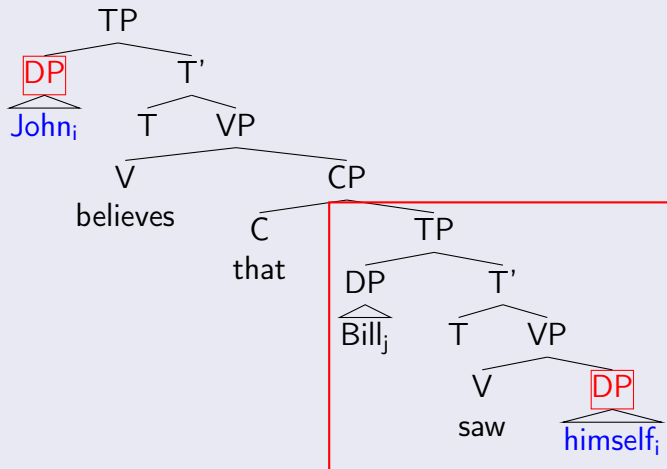 TP
DP T'
John_i T VP
V CP
believes C TP
that DP T'
Bill_j T VP
V DP
saw himself_i